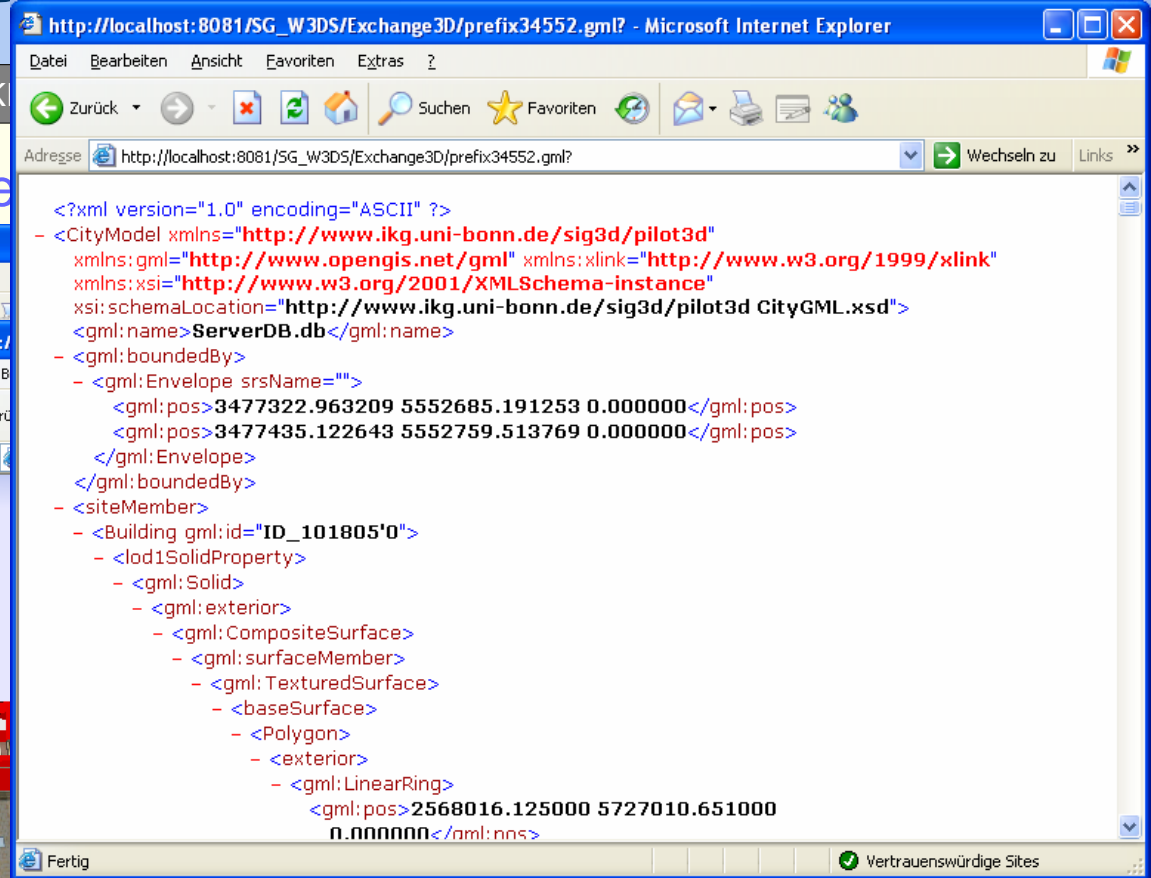 http://localhost:8081/SG_W3DS/Exchange3D/prefix34552.gml? - Microsoft Internet Explorer
Datei Bearbeiten Ansicht Favoriten Extras ?
Zurück Suchen Favoriten
Adresse http://localhost:8081/SG_W3DS/Exchange3D/prefix34552.gml? Wechseln zu Links »
<?xml version="1.0" encoding="ASCII" ?>
- <CityModel xmlns="http://www.ikg.uni-bonn.de/sig3d/pilot3d"
xmlns:gml="http://www.opengis.net/gml" xmlns:xlink="http://www.w3.org/1999/xlink"
xmlns:xsi="http://www.w3.org/2001/XMLSchema-instance"
xsi:schemaLocation="http://www.ikg.uni-bonn.de/sig3d/pilot3d CityGML.xsd">
<gml:name>ServerDB.db</gml:name>
- <gml:boundedBy>
- <gml:Envelope srsName="">
<gml:pos>3477322.963209 5552685.191253 0.000000</gml:pos>
<gml:pos>3477435.122643 5552759.513769 0.000000</gml:pos>
</gml:Envelope>
</gml:boundedBy>
- <siteMember>
- <Building gml:id="ID_101805'0">
- <lod1SolidProperty>
- <gml:Solid>
- <gml:exterior>
- <gml:CompositeSurface>
- <gml:surfaceMember>
- <gml:TexturedSurface>
- <baseSurface>
- <Polygon>
- <exterior>
- <gml:LinearRing>
<gml:pos>2568016.125000 5727010.651000
0.000000</gml:pos>
Fertig Vertrauenswürdige Sites